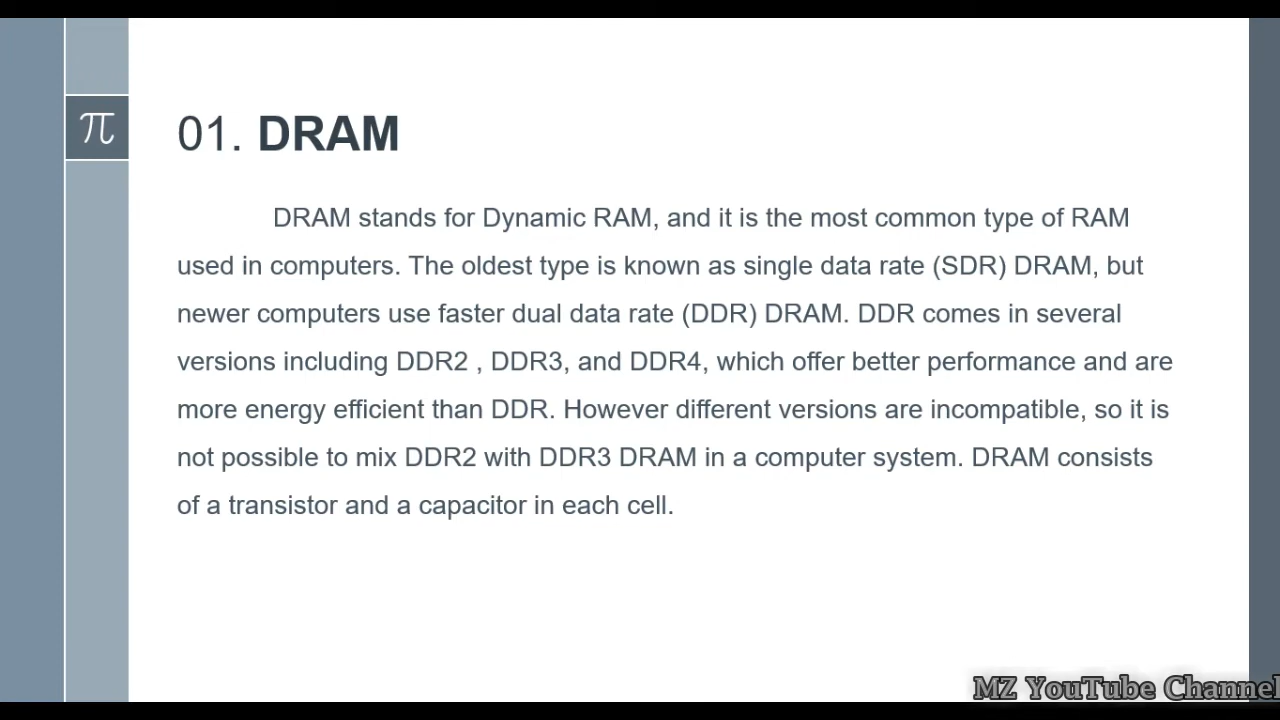 π
01. DRAM
DRAM stands for Dynamic RAM, and it is the most common type of RAM
used in computers. The oldest type is known as single data rate (SDR) DRAM, but
newer computers use faster dual data rate (DDR) DRAM. DDR comes in several
versions including DDR2 , DDR3, and DDR4, which offer better performance and are
more energy efficient than DDR. However different versions are incompatible, so it is
not possible to mix DDR2 with DDR3 DRAM in a computer system. DRAM consists
of a transistor and a capacitor in each cell.
MZ YouTube Channel